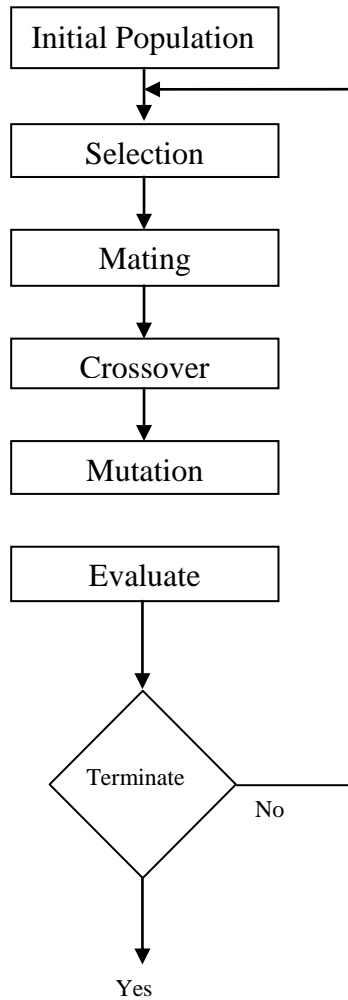 Initial Population
Selection
Mating
Crossover
Mutation
Evaluate
Terminate
No
Yes